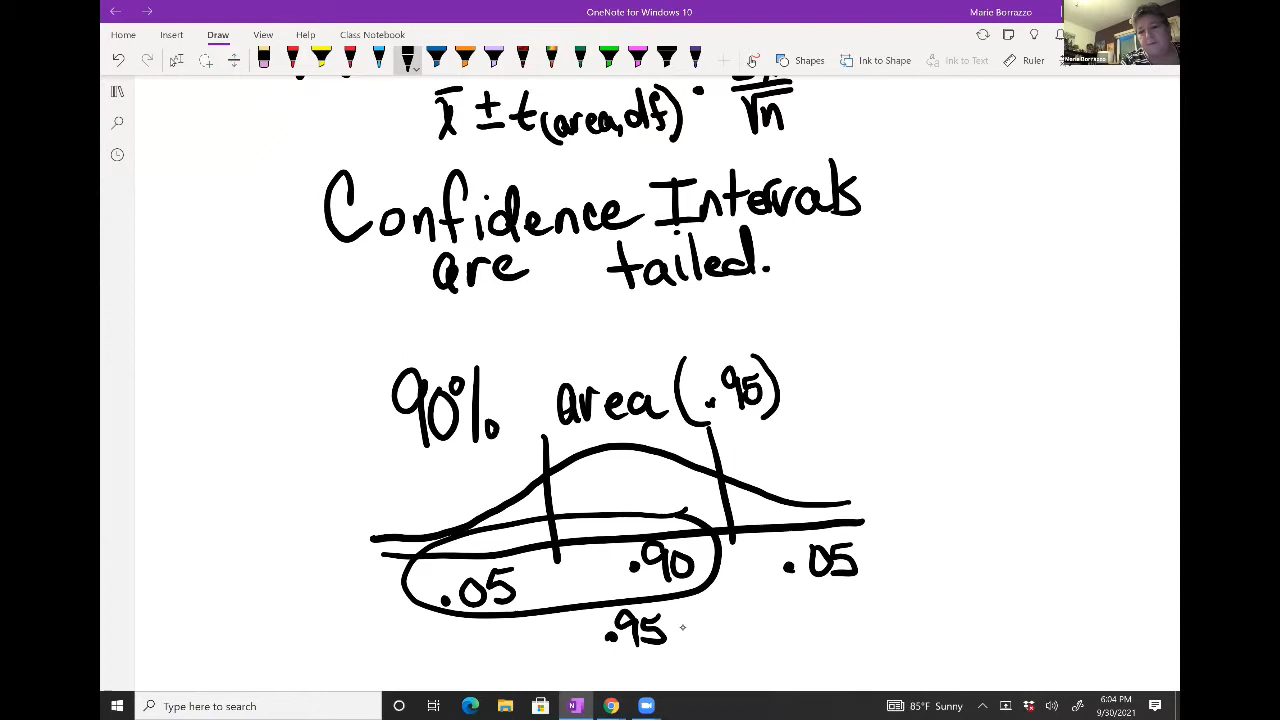 OneNote for Windows 10
Marie Borrazzo
Home Insert Draw View Help Class Notebook
Shapes Ink to Shape Ink to Text Ruler
Marie Borrazzo
x̄ ± t(area,df) · √n
Confidence Intervals
are tailed.
90% area (.95)
.05 .90 .05
.95
Type here to search
85°F Sunny
6:04 PM
9/30/2021